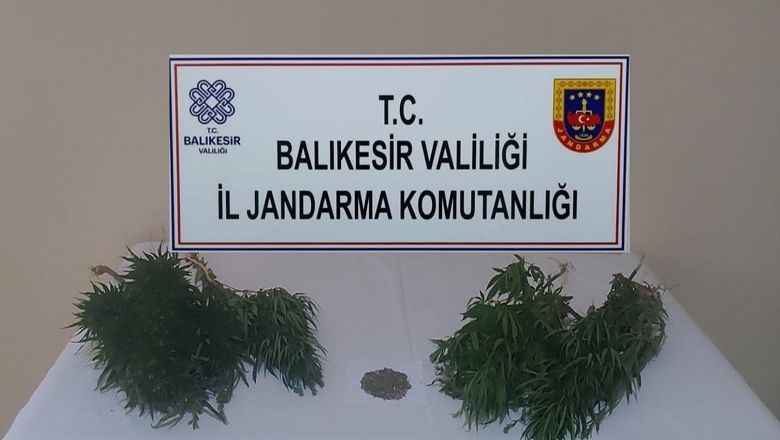 T.C.
BALIKESİR VALİLİĞİ
İL JANDARMA KOMUTANLIĞI
T.C.
BALIKESİR
VALİLİĞİ
JANDARMA